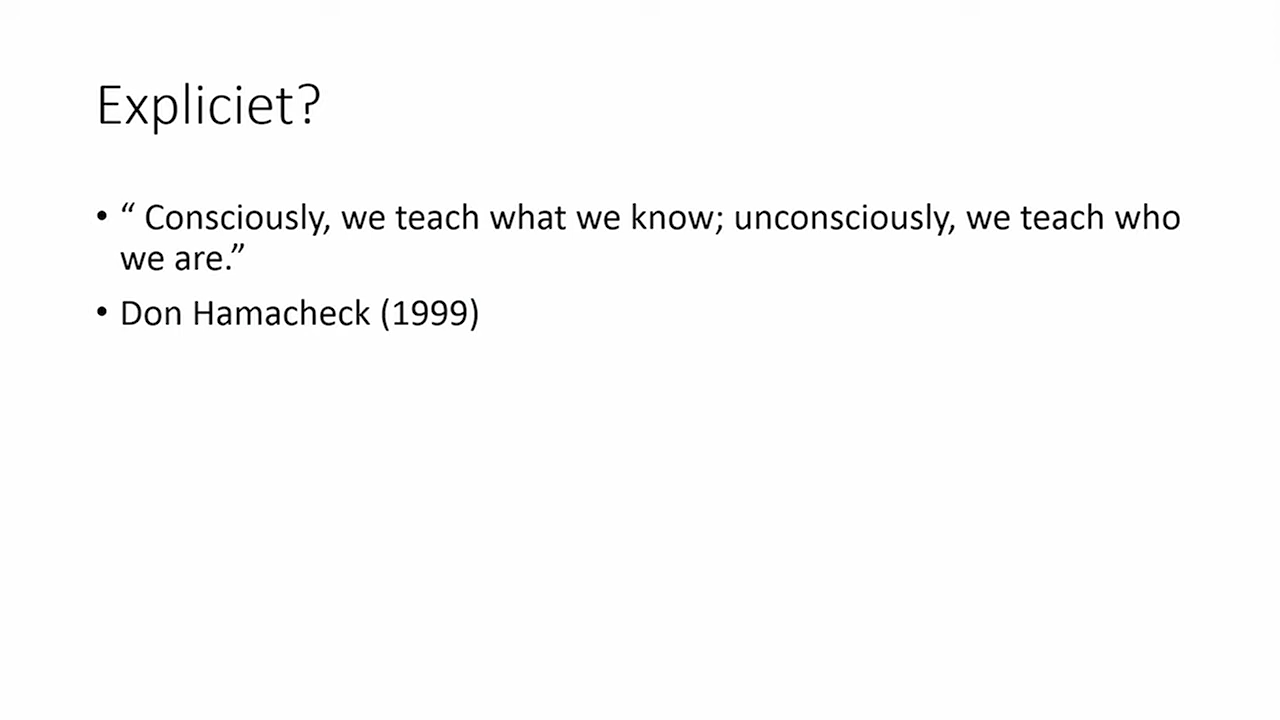 Expliciet?
• “ Consciously, we teach what we know; unconsciously, we teach who
we are.”
• Don Hamacheck (1999)